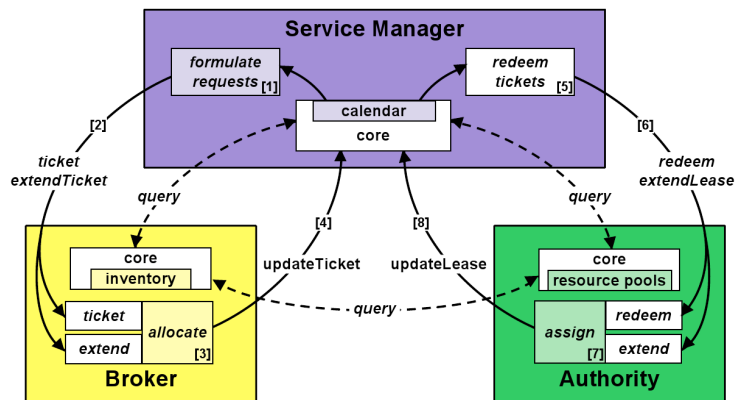 Service Manager
formulate
requests
[1]
redeem
tickets
[5]
calendar
core
[2]
[6]
ticket
extendTicket
redeem
extendLease
query
query
[4]
[8]
updateTicket
updateLease
core
inventory
core
resource pools
query
ticket
extend
allocate
[3]
assign
[7]
redeem
extend
Broker
Authority